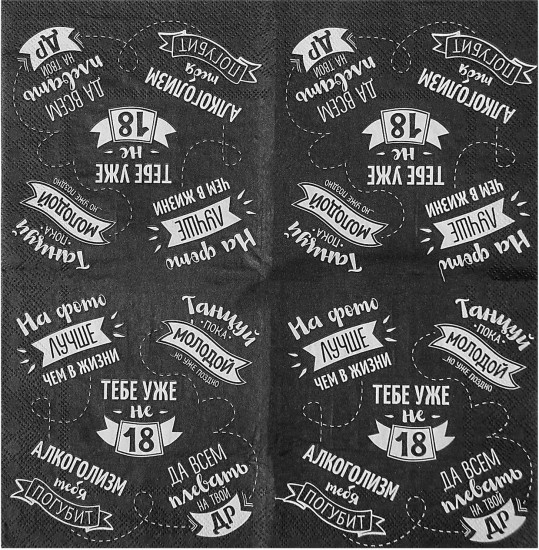 ДА ВСЕМ
плевать
НА ТВОЙ
ДР
АЛКОГОЛИЗМ
тебя
ПОГУБИТ
ТЕБЕ УЖЕ
не
18
Танцуй
ПОКА
МОЛОДОЙ
...НО УЖЕ ПОЗДНО
На фото
ЛУЧШЕ
ЧЕМ В ЖИЗНИ
ДА ВСЕМ
плевать
НА ТВОЙ
ДР
АЛКОГОЛИЗМ
тебя
ПОГУБИТ
ТЕБЕ УЖЕ
не
18
Танцуй
ПОКА
МОЛОДОЙ
...НО УЖЕ ПОЗДНО
На фото
ЛУЧШЕ
ЧЕМ В ЖИЗНИ
На фото
ЛУЧШЕ
ЧЕМ В ЖИЗНИ
Танцуй
ПОКА
МОЛОДОЙ
...НО УЖЕ ПОЗДНО
ТЕБЕ УЖЕ
не
18
АЛКОГОЛИЗМ
тебя
ПОГУБИТ
ДА ВСЕМ
плевать
НА ТВОЙ
ДР
На фото
ЛУЧШЕ
ЧЕМ В ЖИЗНИ
Танцуй
ПОКА
МОЛОДОЙ
...НО УЖЕ ПОЗДНО
ТЕБЕ УЖЕ
не
18
АЛКОГОЛИЗМ
тебя
ПОГУБИТ
ДА ВСЕМ
плевать
НА ТВОЙ
ДР